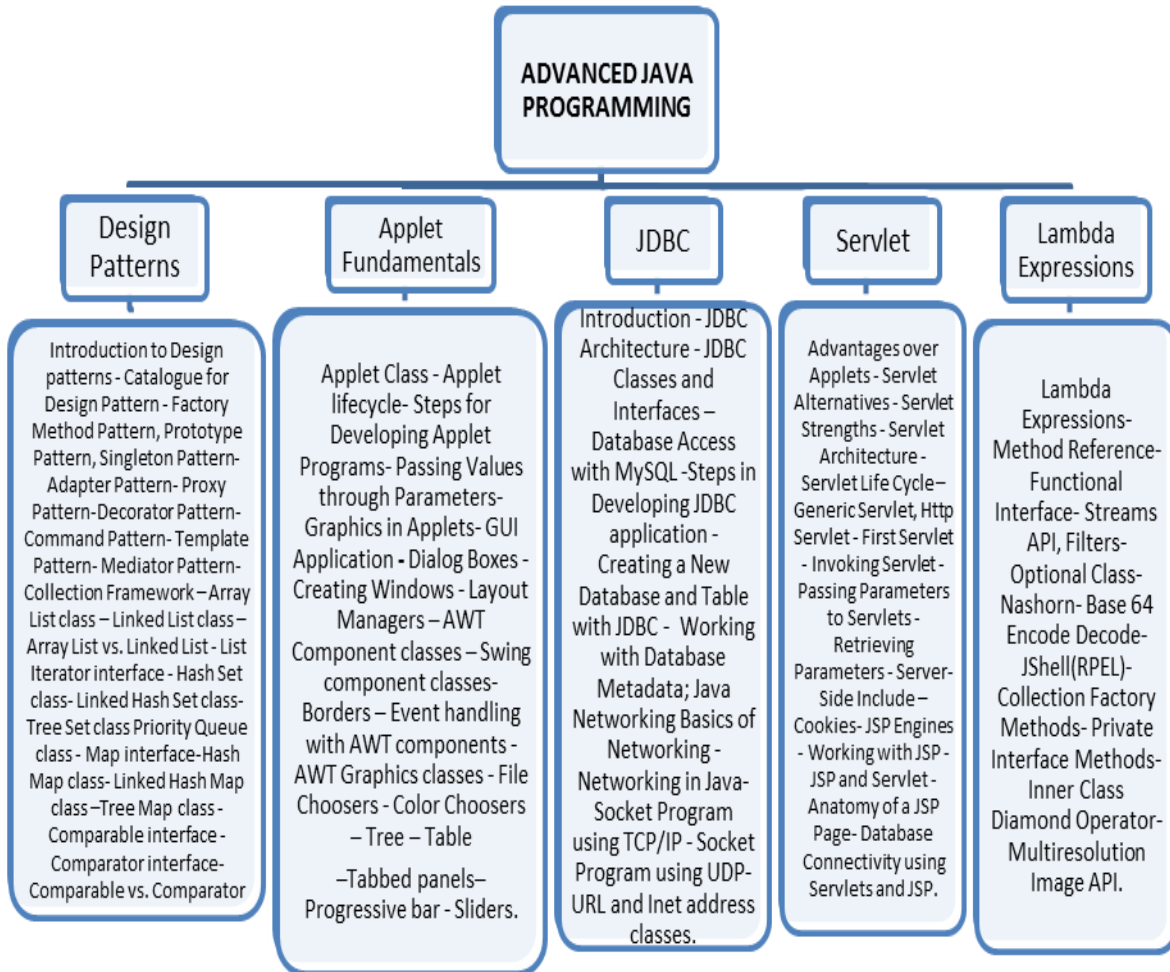 ADVANCED JAVA
PROGRAMMING
Design
Patterns
Introduction to Design
patterns - Catalogue for
Design Pattern - Factory
Method Pattern, Prototype
Pattern, Singleton Pattern-
Adapter Pattern- Proxy
Pattern-Decorator Pattern-
Command Pattern- Template
Pattern- Mediator Pattern-
Collection Framework – Array
List class – Linked List class –
Array List vs. Linked List - List
Iterator interface - Hash Set
class- Linked Hash Set class-
Tree Set class Priority Queue
class - Map interface-Hash
Map class- Linked Hash Map
class –Tree Map class -
Comparable interface -
Comparator interface-
Comparable vs. Comparator
Applet
Fundamentals
Applet Class - Applet
lifecycle- Steps for
Developing Applet
Programs- Passing Values
through Parameters-
Graphics in Applets- GUI
Application - Dialog Boxes -
Creating Windows - Layout
Managers – AWT
Component classes – Swing
component classes-
Borders – Event handling
with AWT components -
AWT Graphics classes - File
Choosers - Color Choosers
– Tree – Table
–Tabbed panels–
Progressive bar - Sliders.
JDBC
Introduction - JDBC
Architecture - JDBC
Classes and
Interfaces –
Database Access
with MySQL -Steps in
Developing JDBC
application -
Creating a New
Database and Table
with JDBC - Working
with Database
Metadata; Java
Networking Basics of
Networking -
Networking in Java-
Socket Program
using TCP/IP - Socket
Program using UDP-
URL and Inet address
classes.
Servlet
Advantages over
Applets - Servlet
Alternatives - Servlet
Strengths - Servlet
Architecture -
Servlet Life Cycle –
Generic Servlet, Http
Servlet - First Servlet
- Invoking Servlet -
Passing Parameters
to Servlets -
Retrieving
Parameters - Server-
Side Include –
Cookies- JSP Engines
- Working with JSP -
JSP and Servlet -
Anatomy of a JSP
Page- Database
Connectivity using
Servlets and JSP.
Lambda
Expressions
Lambda
Expressions-
Method Reference-
Functional
Interface- Streams
API, Filters-
Optional Class-
Nashorn- Base 64
Encode Decode-
JShell(RPEL)-
Collection Factory
Methods- Private
Interface Methods-
Inner Class
Diamond Operator-
Multiresolution
Image API.